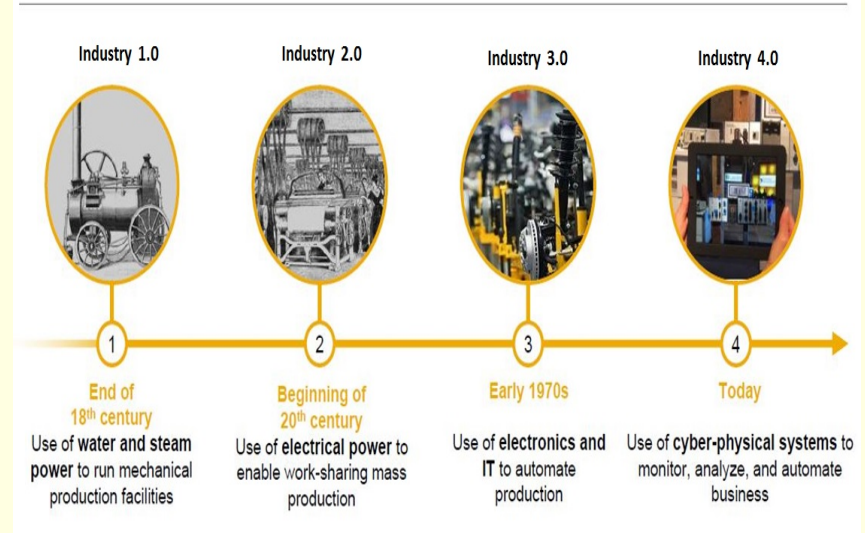 Industry 1.0
Industry 2.0
Industry 3.0
Industry 4.0
1
2
3
4
End of
18th century
Use of water and steam
power to run mechanical
production facilities
Beginning of
20th century
Use of electrical power to
enable work-sharing mass
production
Early 1970s
Use of electronics and
IT to automate
production
Today
Use of cyber-physical systems to
monitor, analyze, and automate
business